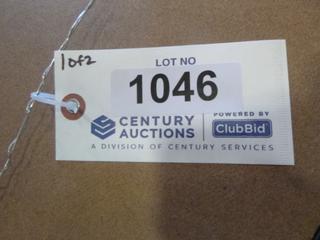 1 of 2
LOT NO
1046
CENTURY
AUCTIONS
POWERED BY
ClubBid
A DIVISION OF CENTURY SERVICES